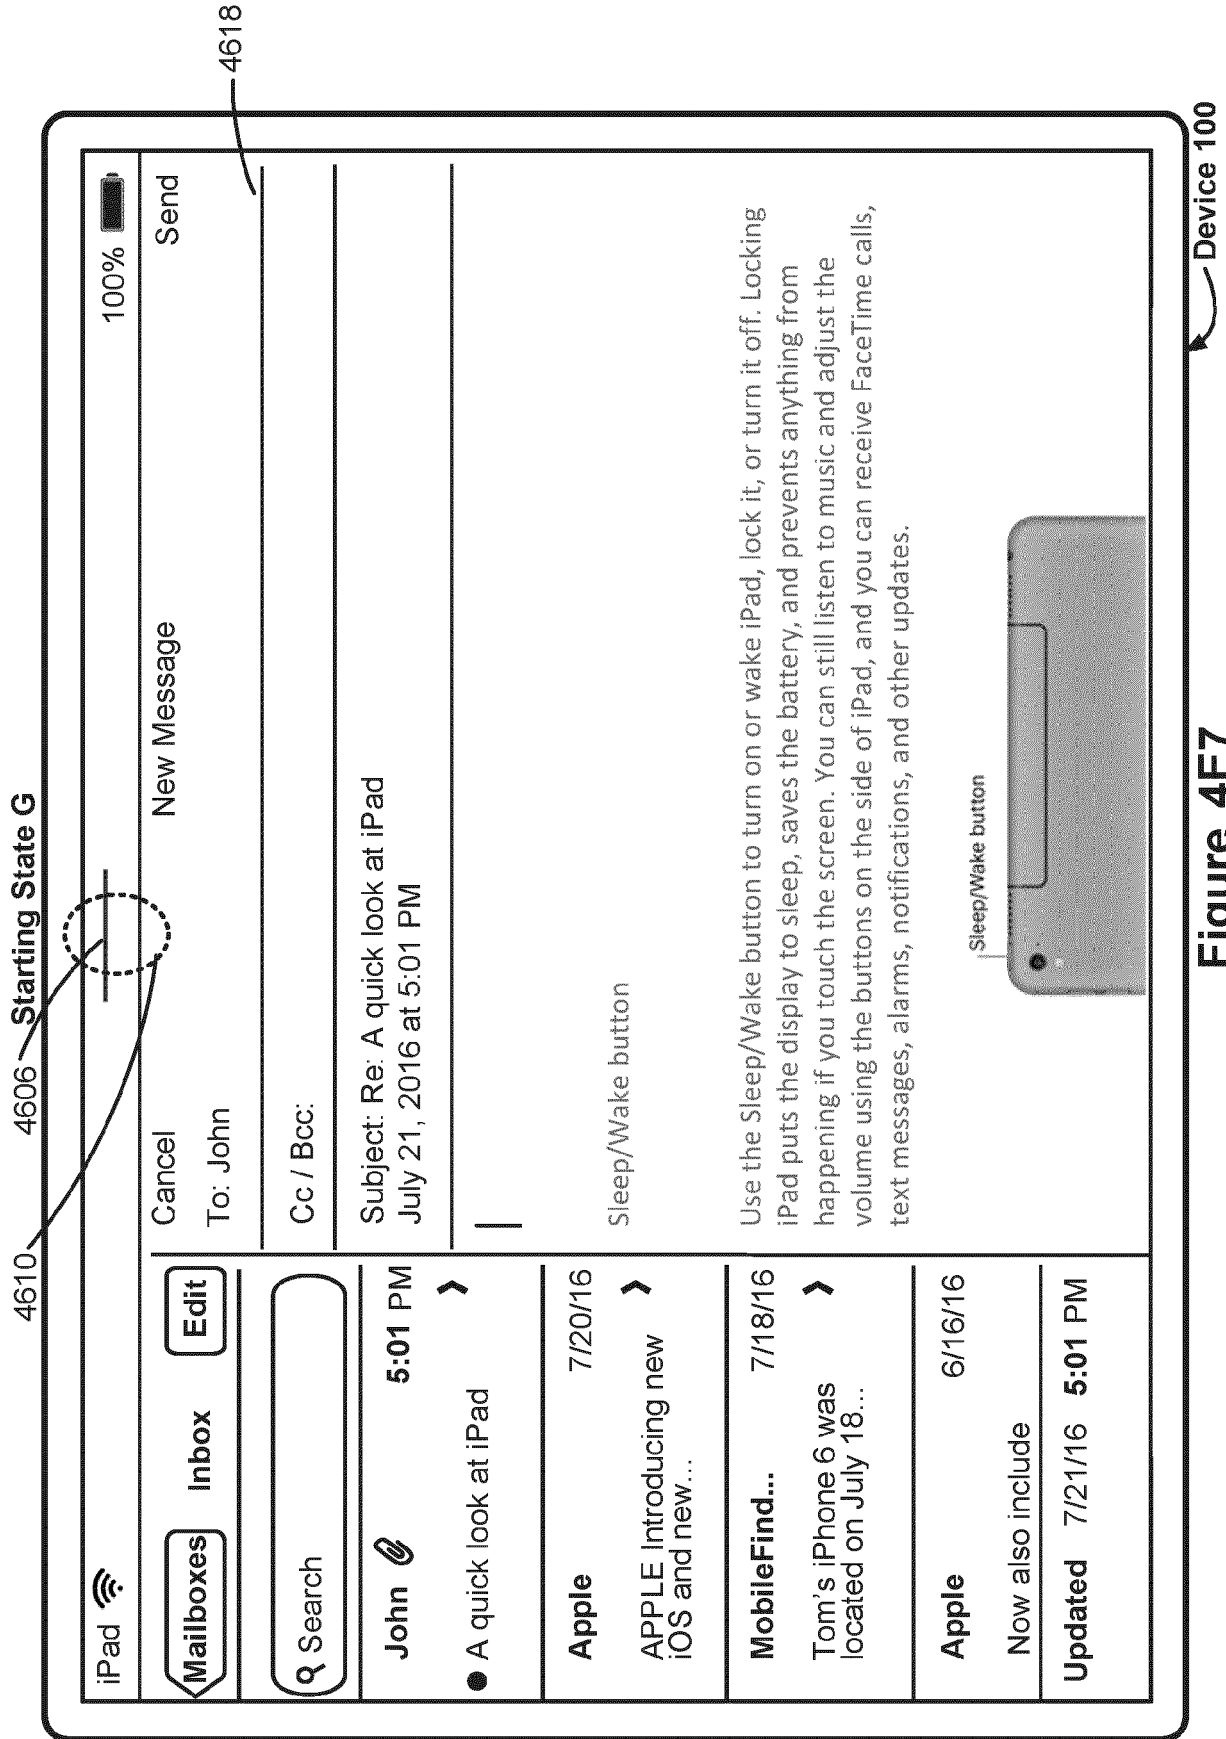 Starting State G
4606
4610
4618
iPad
100%
Mailboxes
Inbox
Edit
Search
John
5:01 PM
A quick look at iPad
Apple
7/20/16
APPLE Introducing new
iOS and new...
MobileFind...
7/18/16
Tom's iPhone 6 was
located on July 18...
Apple
6/16/16
Now also include
Updated 7/21/16 5:01 PM
Cancel
New Message
Send
To: John
Cc / Bcc:
Subject: Re: A quick look at iPad
July 21, 2016 at 5:01 PM
Sleep/Wake button
Use the Sleep/Wake button to turn on or wake iPad, lock it, or turn it off. Locking
iPad puts the display to sleep, saves the battery, and prevents anything from
happening if you touch the screen. You can still listen to music and adjust the
volume using the buttons on the side of iPad, and you can receive FaceTime calls,
text messages, alarms, notifications, and other updates.
Sleep/Wake button
Device 100
Figure 4F7